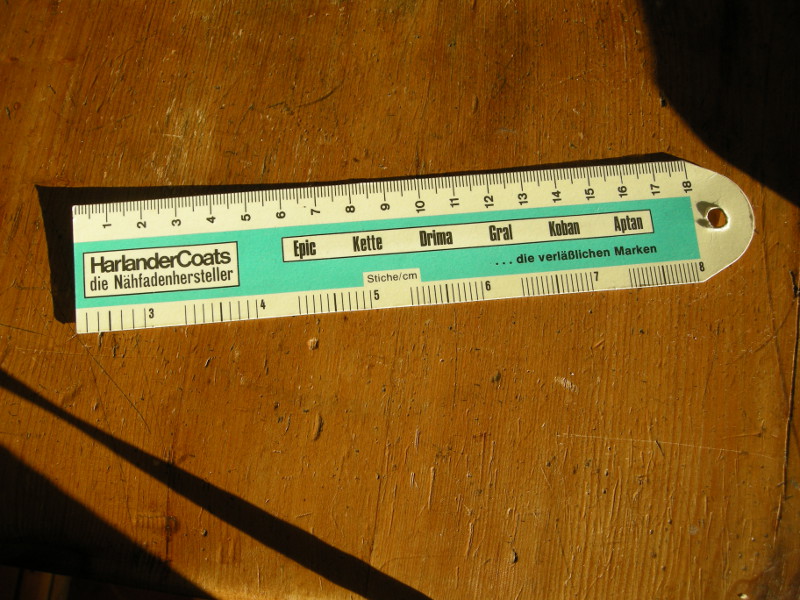 1 2 3 4 5 6 7 8 9 10 11 12 13 14 15 16 17 18
HarlanderCoats
die Nähfadenhersteller
Epic Kette Drima Gral Koban Aptan
... die verläßlichen Marken
Stiche/cm
3 4 5 6 7 8